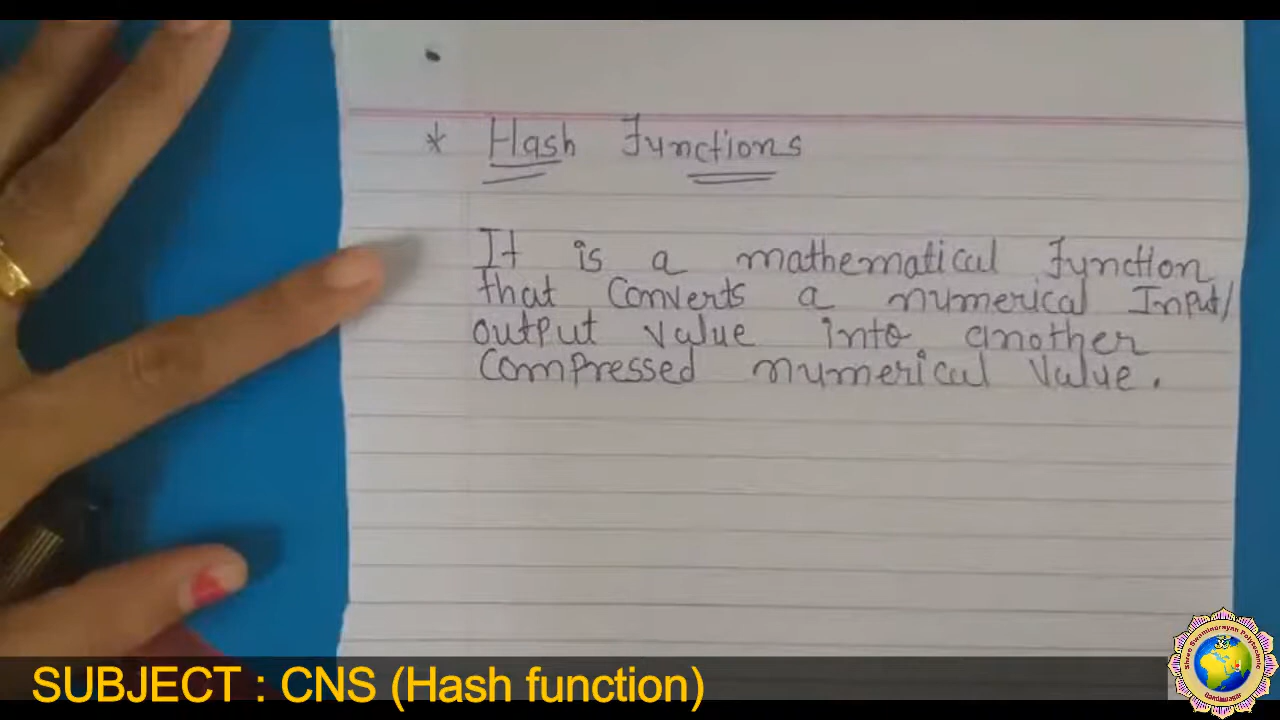 * Hash Functions
It is a mathematical function
that converts a numerical Input/
output value into another
compressed numerical value.
SUBJECT : CNS (Hash function)